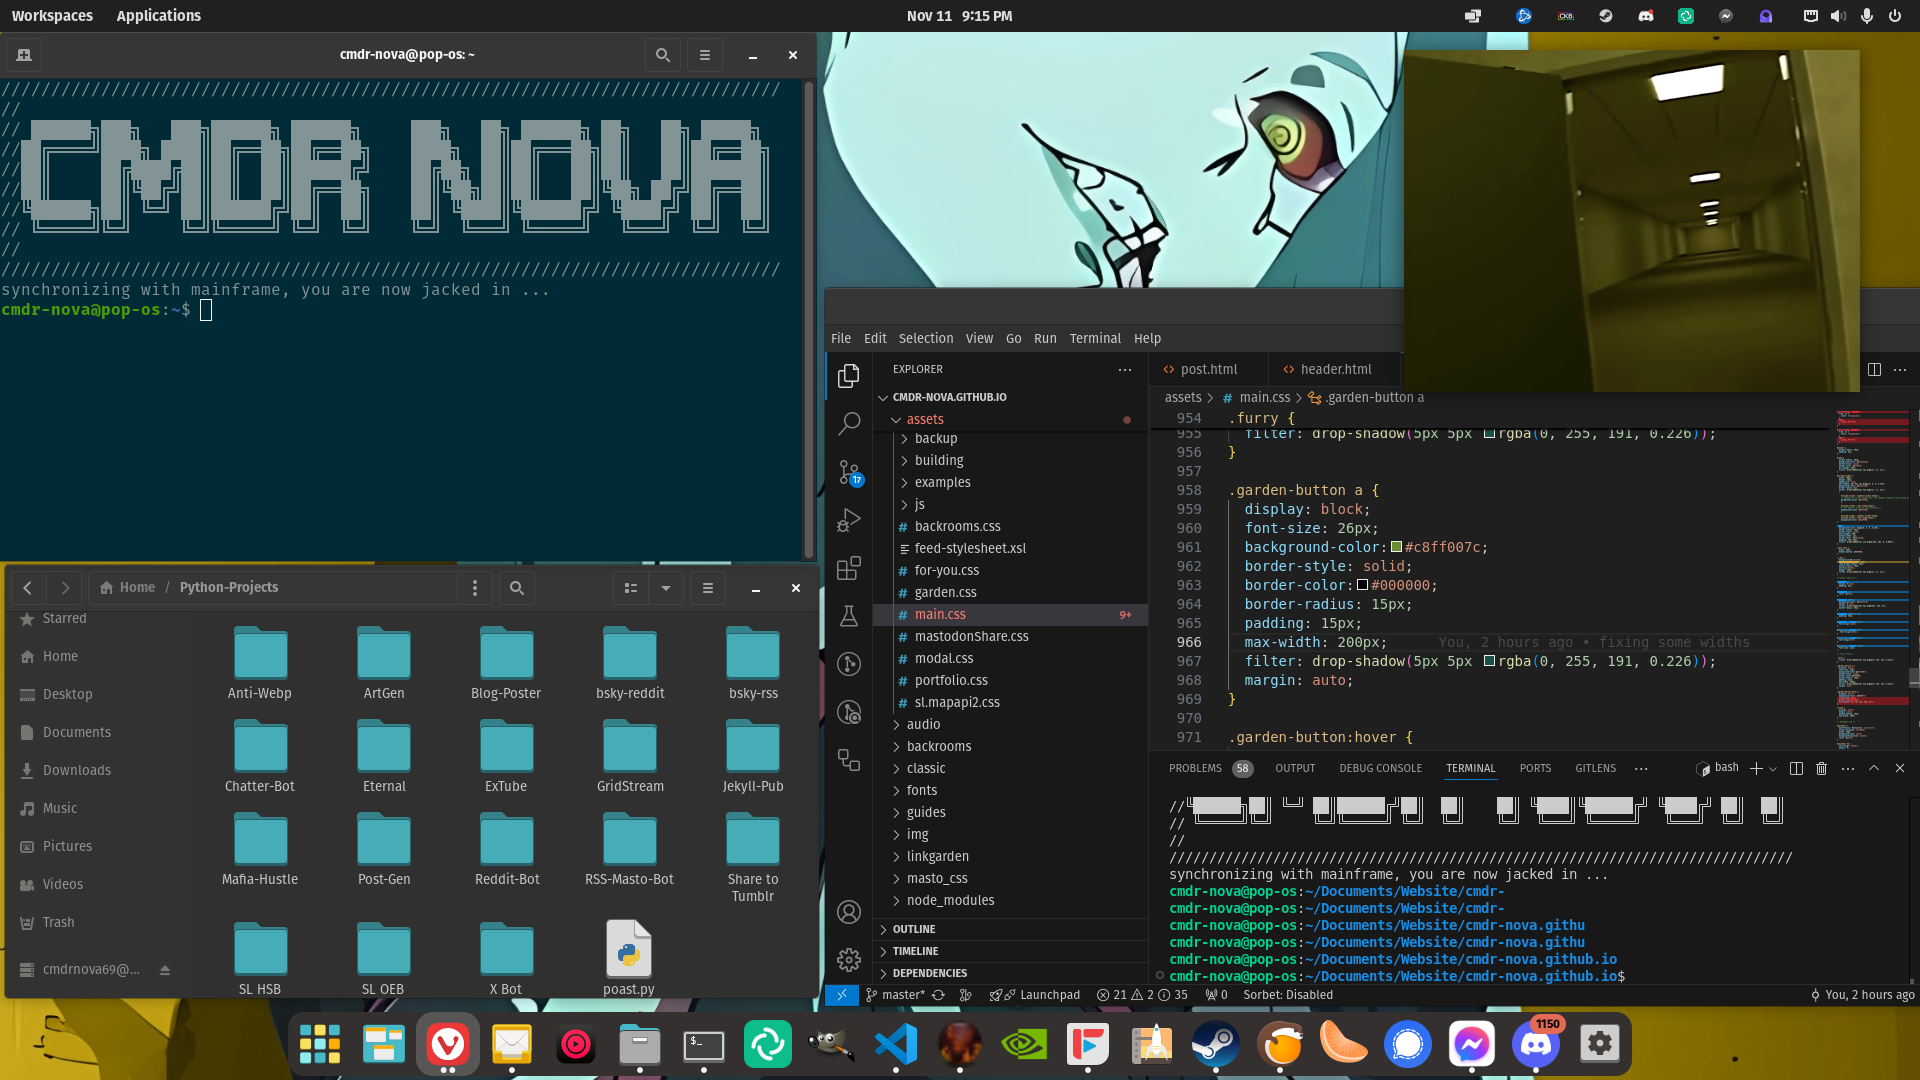 Workspaces Applications Nov 11 9:15 PM
CKB
cmdr-nova@pop-os: ~
////////////////////////////////////////////////////////////////////////////////
//
// CMDR NOVA
//
//
//
//
//
//
////////////////////////////////////////////////////////////////////////////////
synchronizing with mainframe, you are now jacked in ...
cmdr-nova@pop-os:~$
Home / Python-Projects
Starred
Home
Desktop
Documents
Downloads
Music
Pictures
Videos
Trash
cmdrnova69@...
Anti-Webp ArtGen Blog-Poster bsky-reddit bsky-rss
Chatter-Bot Eternal ExTube GridStream Jekyll-Pub
Mafia-Hustle Post-Gen Reddit-Bot RSS-Masto-Bot Share to
Tumblr
SL HSB SL OEB X Bot poast.py
File Edit Selection View Go Run Terminal Help
EXPLORER
CMDR-NOVA.GITHUB.IO
assets
backup
building
examples
js
backrooms.css
feed-stylesheet.xsl
for-you.css
garden.css
main.css 9+
mastodonShare.css
modal.css
portfolio.css
sl.mapapi2.css
audio
backrooms
classic
fonts
guides
img
linkgarden
masto_css
node_modules
OUTLINE
TIMELINE
DEPENDENCIES
17
post.html header.html
assets > # main.css > .garden-button a
954 .furry {
955 filter: drop-shadow(5px 5px rgba(0, 255, 191, 0.226));
956 }
957
958 .garden-button a {
959 display: block;
960 font-size: 26px;
961 background-color: #c8ff007c;
962 border-style: solid;
963 border-color: #000000;
964 border-radius: 15px;
965 padding: 15px;
966 max-width: 200px; You, 2 hours ago • fixing some widths
967 filter: drop-shadow(5px 5px rgba(0, 255, 191, 0.226));
968 margin: auto;
969 }
970
971 .garden-button:hover {
PROBLEMS 58 OUTPUT DEBUG CONSOLE TERMINAL PORTS GITLENS bash
//
//
//
//////////////////////////////////////////////////////////////////////////////
synchronizing with mainframe, you are now jacked in ...
cmdr-nova@pop-os:~/Documents/Website/cmdr-
cmdr-nova@pop-os:~/Documents/Website/cmdr-
cmdr-nova@pop-os:~/Documents/Website/cmdr-nova.githu
cmdr-nova@pop-os:~/Documents/Website/cmdr-nova.githu
cmdr-nova@pop-os:~/Documents/Website/cmdr-nova.github.io
cmdr-nova@pop-os:~/Documents/Website/cmdr-nova.github.io$
master* Launchpad 21 2 35 0 Sorbet: Disabled You, 2 hours ago
$_
1150